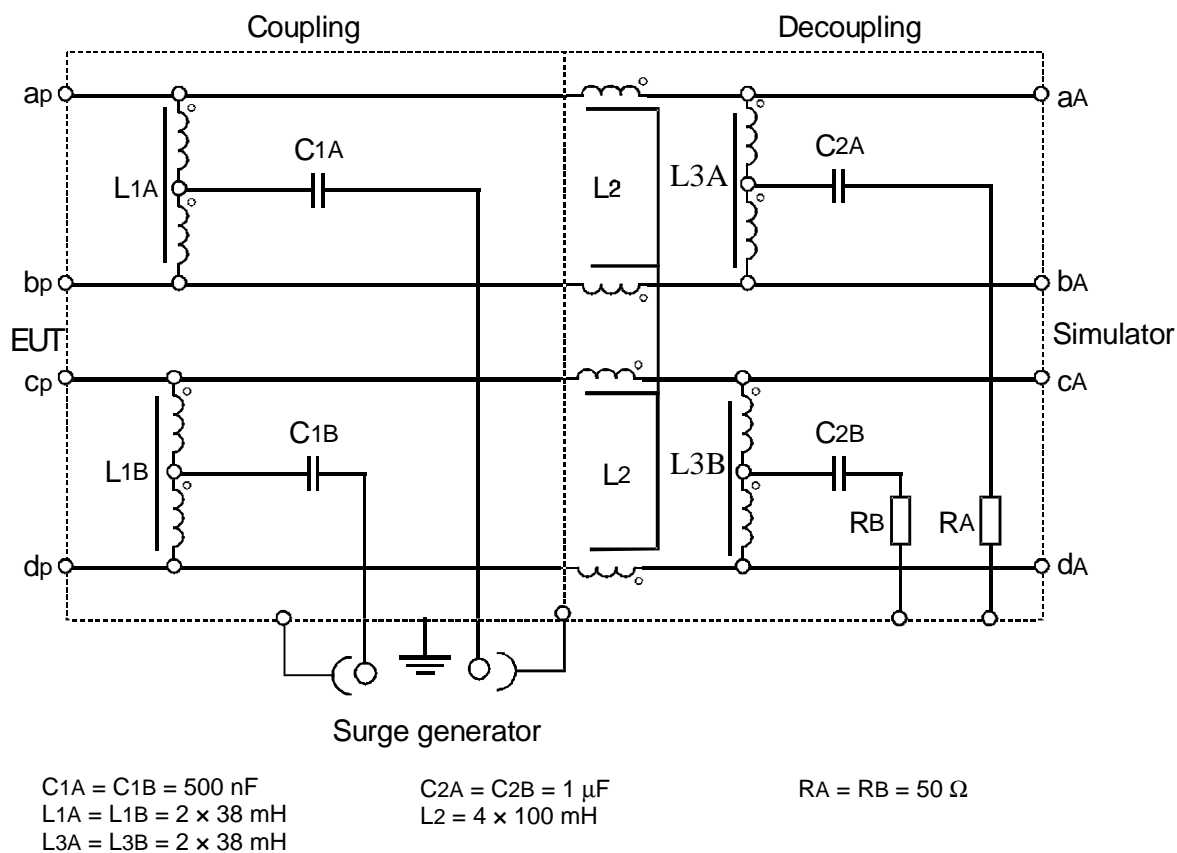 Coupling Decoupling
ap aA
C1A C2A
L1A L2 L3A
bp bA
EUT Simulator
cp cA
C1B C2B
L1B L2 L3B
RB RA
dp dA
Surge generator
C1A = C1B = 500 nF C2A = C2B = 1 μF RA = RB = 50 Ω
L1A = L1B = 2 × 38 mH L2 = 4 × 100 mH
L3A = L3B = 2 × 38 mH